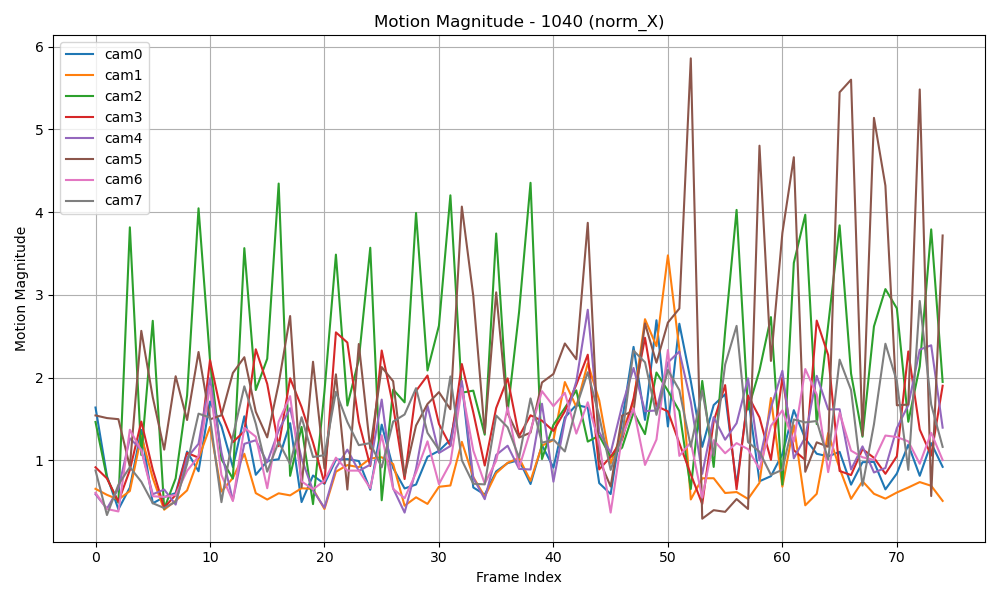 Motion Magnitude - 1040 (norm_X)
cam0
cam1
cam2
cam3
cam4
cam5
cam6
cam7
6
5
4
3
2
1
Motion Magnitude
0 10 20 30 40 50 60 70
Frame Index